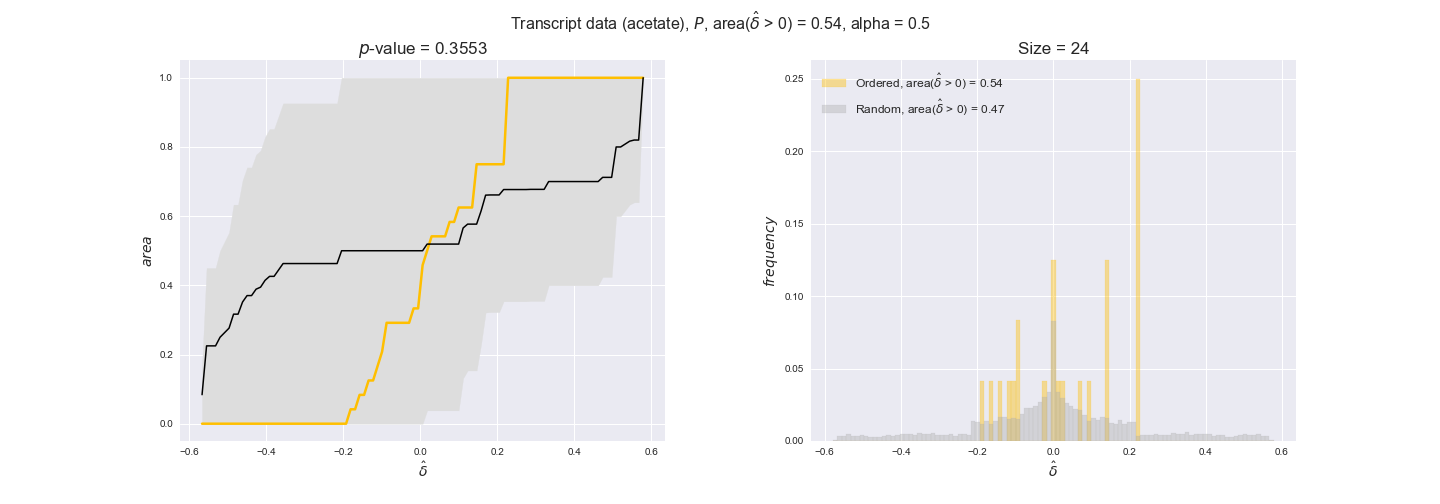 Transcript data (acetate), P, area(δ̂ > 0) = 0.54, alpha = 0.5
p-value = 0.3553
1.0
0.8
0.6
0.4
0.2
0.0
area
−0.6 −0.4 −0.2 0.0 0.2 0.4 0.6
δ̂
Size = 24
Ordered, area(δ̂ > 0) = 0.54
Random, area(δ̂ > 0) = 0.47
0.25
0.20
0.15
0.10
0.05
0.00
frequency
−0.6 −0.4 −0.2 0.0 0.2 0.4 0.6
δ̂